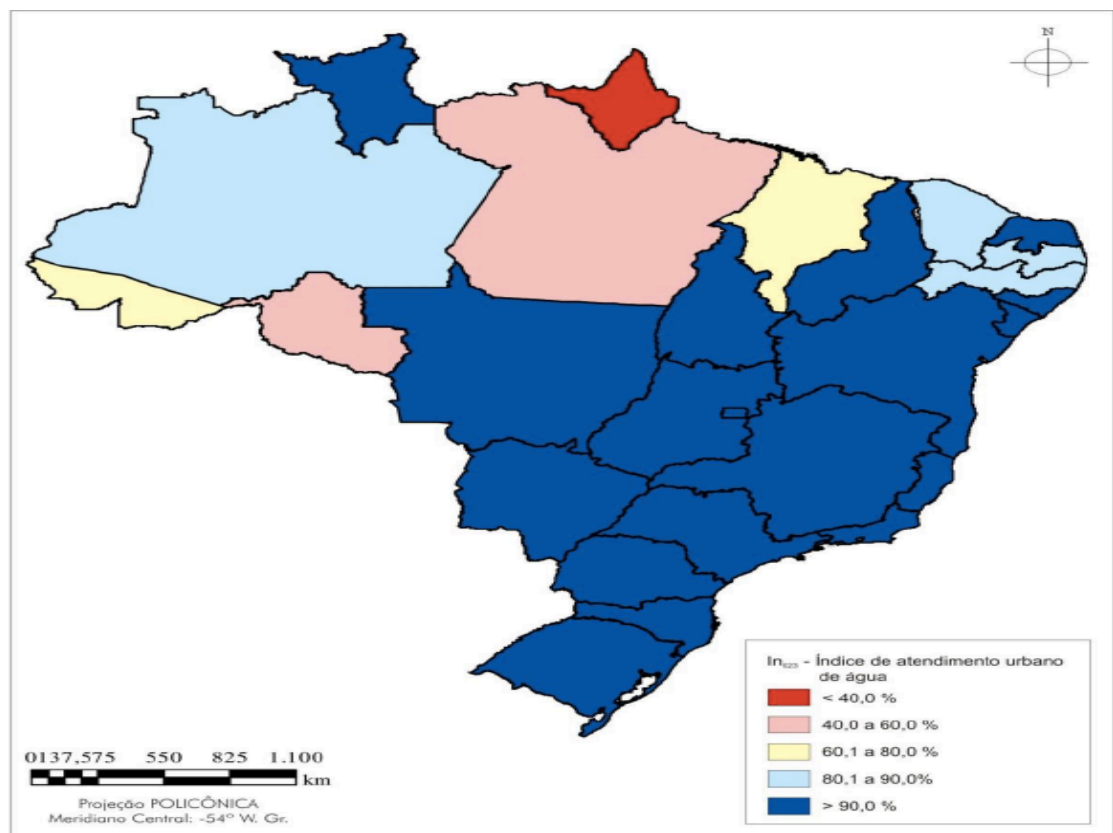 N
In₀₂₃ - Índice de atendimento urbano
de água
< 40,0 %
40,0 a 60,0 %
60,1 a 80,0 %
80,1 a 90,0%
> 90,0 %
0137,575 550 825 1.100
km
Projeção POLICÔNICA
Meridiano Central: -54º W. Gr.